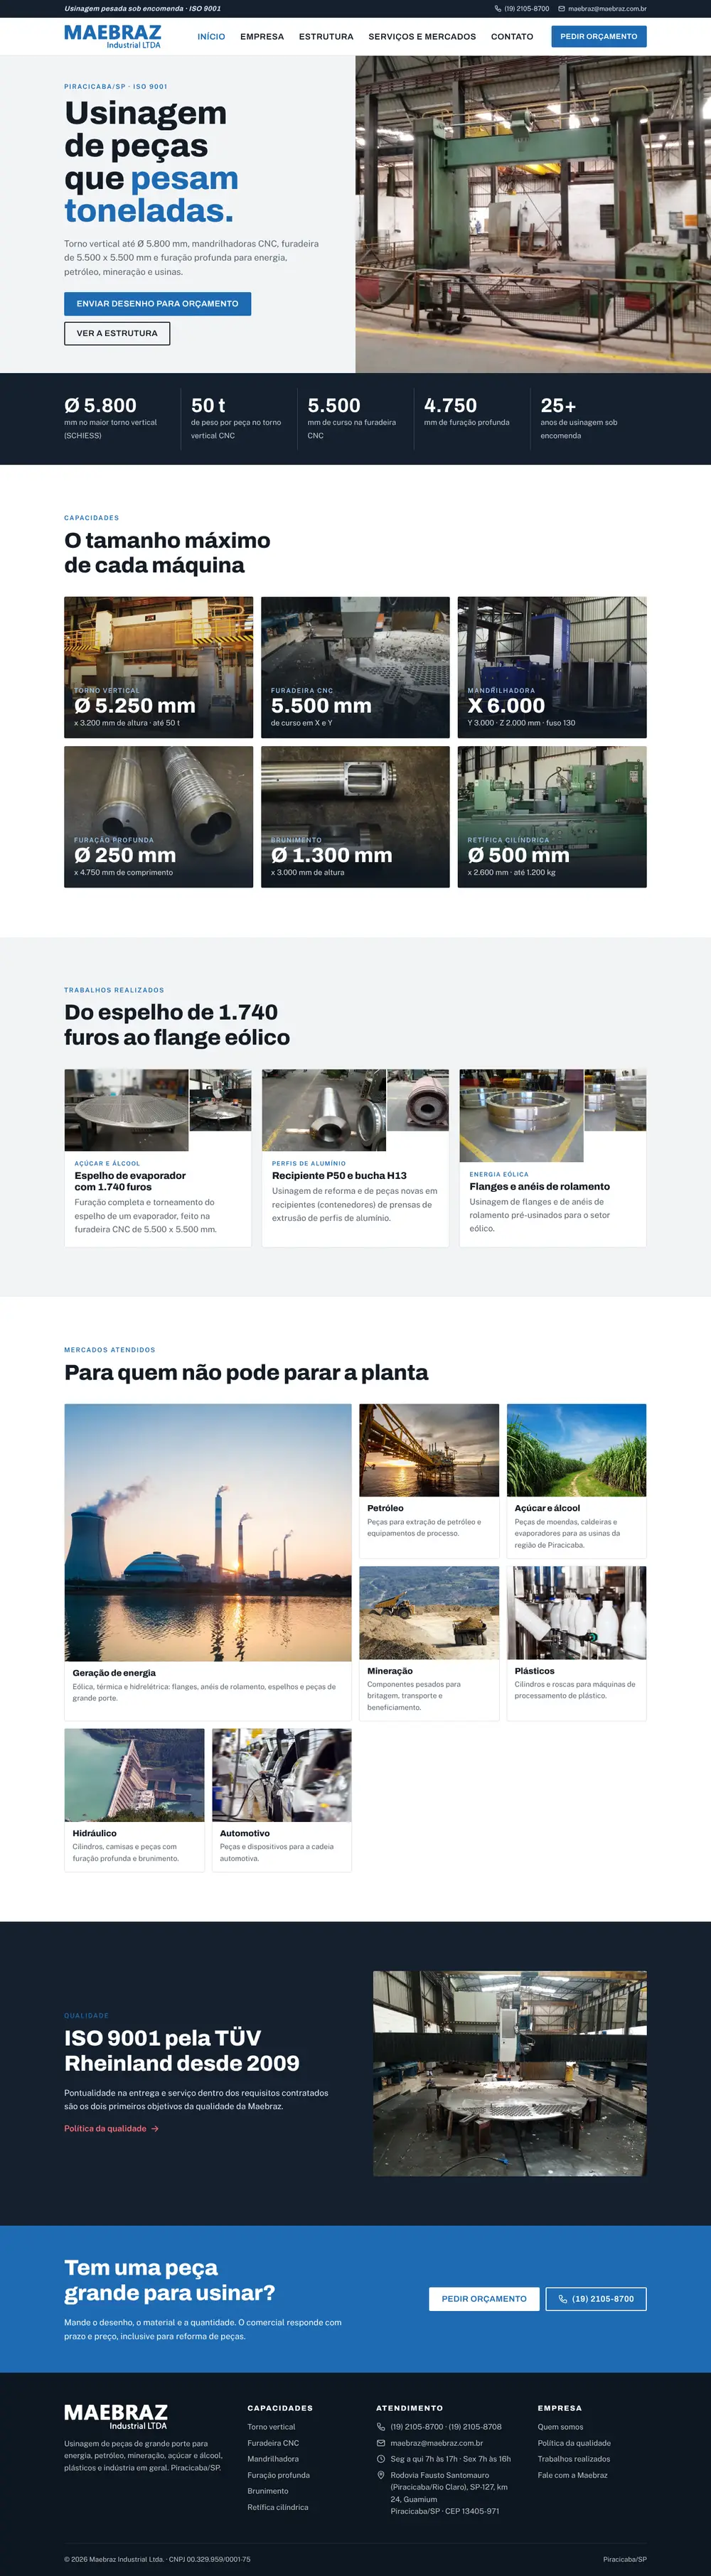 Usinagem pesada sob encomenda · ISO 9001
(19) 2105-8700
maebraz@maebraz.com.br
MAEBRAZ
Industrial LTDA
INÍCIO
EMPRESA
ESTRUTURA
SERVIÇOS E MERCADOS
CONTATO
PEDIR ORÇAMENTO
PIRACICABA/SP · ISO 9001
Usinagem
de peças
que pesam
toneladas.
Torno vertical até Ø 5.800 mm, mandrilhadoras CNC, furadeira
de 5.500 x 5.500 mm e furação profunda para energia,
petróleo, mineração e usinas.
ENVIAR DESENHO PARA ORÇAMENTO
VER A ESTRUTURA
Ø 5.800
mm no maior torno vertical
(SCHIESS)
50 t
de peso por peça no torno
vertical CNC
5.500
mm de curso na furadeira
CNC
4.750
mm de furação profunda
25+
anos de usinagem sob
encomenda
CAPACIDADES
O tamanho máximo
de cada máquina
TORNO VERTICAL
Ø 5.250 mm
x 3.200 mm de altura · até 50 t
FURADEIRA CNC
5.500 mm
de curso em X e Y
MANDRILHADORA
X 6.000
Y 3.000 · Z 2.000 mm · fuso 130
FURAÇÃO PROFUNDA
Ø 250 mm
x 4.750 mm de comprimento
BRUNIMENTO
Ø 1.300 mm
x 3.000 mm de altura
RETÍFICA CILÍNDRICA
Ø 500 mm
x 2.600 mm · até 1.200 kg
TRABALHOS REALIZADOS
Do espelho de 1.740
furos ao flange eólico
AÇÚCAR E ÁLCOOL
Espelho de evaporador
com 1.740 furos
Furação completa e torneamento do
espelho de um evaporador, feito na
furadeira CNC de 5.500 x 5.500 mm.
PERFIS DE ALUMÍNIO
Recipiente P50 e bucha H13
Usinagem de reforma e de peças novas em
recipientes (contenedores) de prensas de
extrusão de perfis de alumínio.
ENERGIA EÓLICA
Flanges e anéis de rolamento
Usinagem de flanges e de anéis de
rolamento pré-usinados para o setor
eólico.
MERCADOS ATENDIDOS
Para quem não pode parar a planta
Geração de energia
Eólica, térmica e hidrelétrica: flanges, anéis de rolamento, espelhos e peças de
grande porte.
Petróleo
Peças para extração de petróleo e
equipamentos de processo.
Açúcar e álcool
Peças de moendas, caldeiras e
evaporadores para as usinas da
região de Piracicaba.
Mineração
Componentes pesados para
britagem, transporte e
beneficiamento.
Plásticos
Cilindros e roscas para máquinas de
processamento de plástico.
Hidráulico
Cilindros, camisas e peças com
furação profunda e brunimento.
Automotivo
Peças e dispositivos para a cadeia
automotiva.
QUALIDADE
ISO 9001 pela TÜV
Rheinland desde 2009
Pontualidade na entrega e serviço dentro dos requisitos contratados
são os dois primeiros objetivos da qualidade da Maebraz.
Política da qualidade →
Tem uma peça
grande para usinar?
Mande o desenho, o material e a quantidade. O comercial responde com
prazo e preço, inclusive para reforma de peças.
PEDIR ORÇAMENTO
(19) 2105-8700
MAEBRAZ
Industrial LTDA
Usinagem de peças de grande porte para
energia, petróleo, mineração, açúcar e álcool,
plásticos e indústria em geral. Piracicaba/SP.
CAPACIDADES
Torno vertical
Furadeira CNC
Mandrilhadora
Furação profunda
Brunimento
Retífica cilíndrica
ATENDIMENTO
(19) 2105-8700 · (19) 2105-8708
maebraz@maebraz.com.br
Seg a qui 7h às 17h · Sex 7h às 16h
Rodovia Fausto Santomauro
(Piracicaba/Rio Claro), SP-127, km
24, Guamium
Piracicaba/SP · CEP 13405-971
EMPRESA
Quem somos
Política da qualidade
Trabalhos realizados
Fale com a Maebraz
© 2026 Maebraz Industrial Ltda. · CNPJ 00.329.959/0001-75
Piracicaba/SP